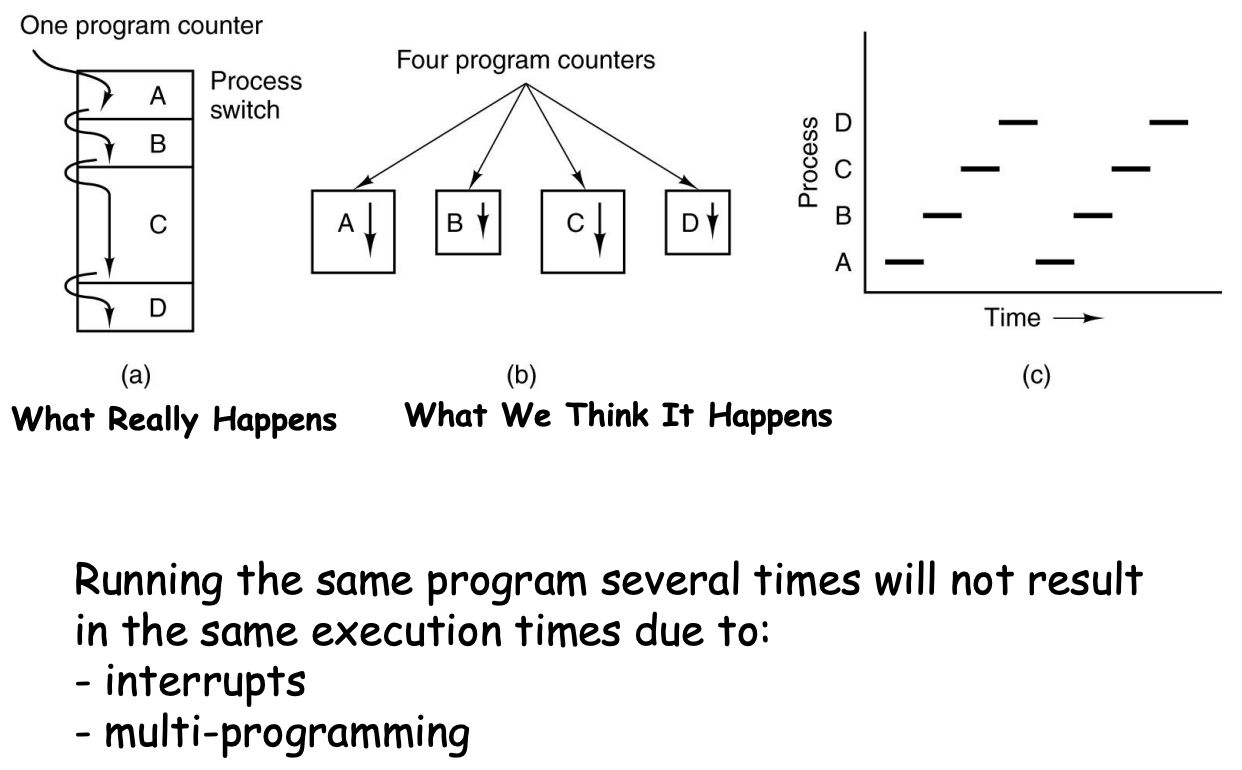 One program counter
Process
switch
A
B
C
D
(a)
What Really Happens
Four program counters
A
B
C
D
(b)
What We Think It Happens
Process
D
C
B
A
Time
(c)
Running the same program several times will not result
in the same execution times due to:
- interrupts
- multi-programming